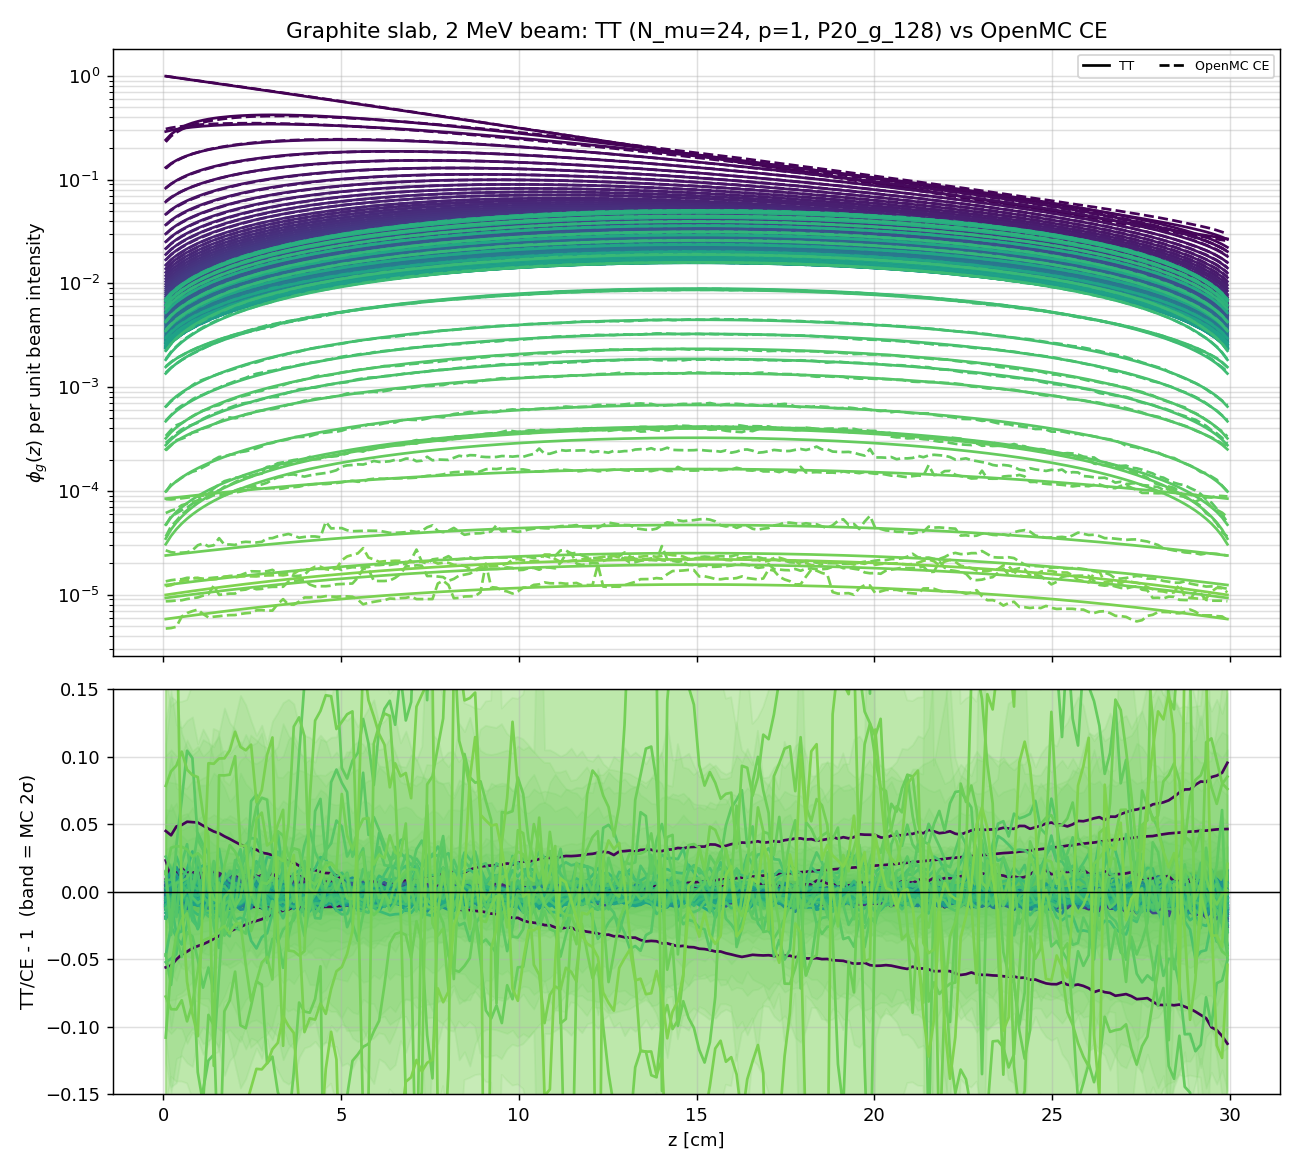 Graphite slab, 2 MeV beam: TT (N_mu=24, p=1, P20_g_128) vs OpenMC CE
TT
OpenMC CE
10⁰
10⁻¹
10⁻²
10⁻³
10⁻⁴
10⁻⁵
ϕ_g(z) per unit beam intensity
0.15
0.10
0.05
0.00
−0.05
−0.10
−0.15
TT/CE - 1 (band = MC 2σ)
0 5 10 15 20 25 30
z [cm]